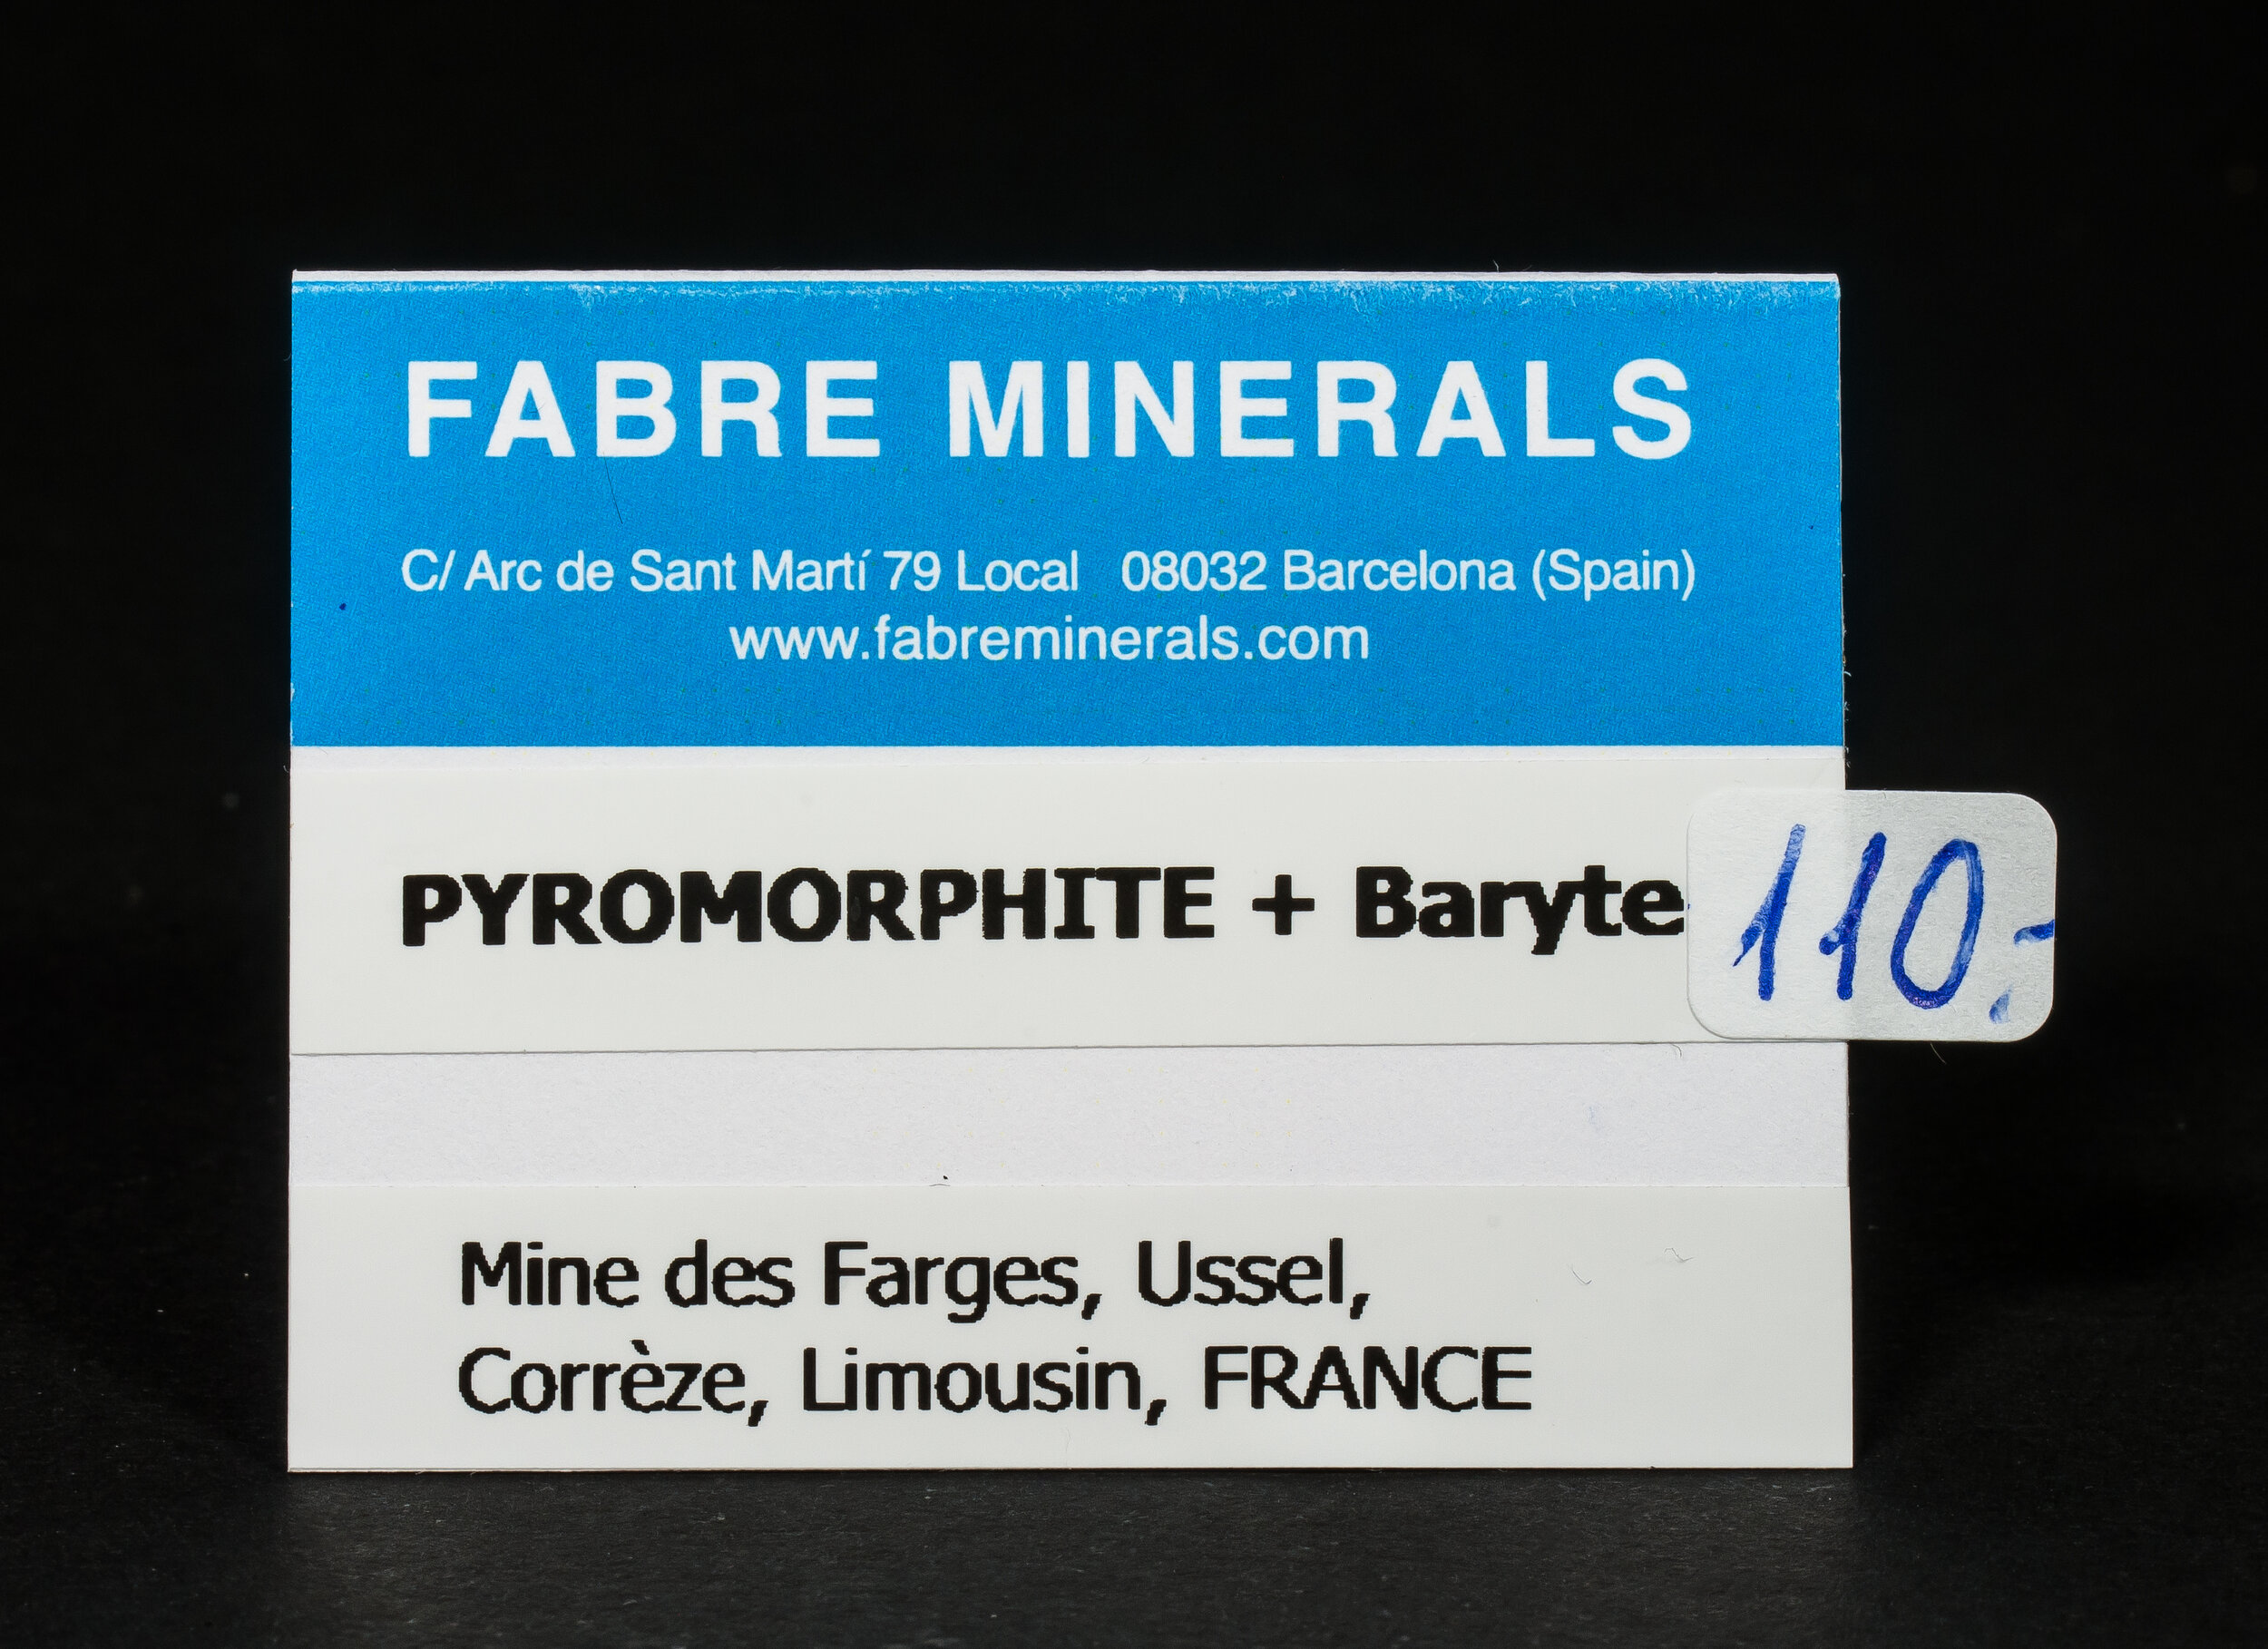 FABRE MINERALS
C/ Arc de Sant Martí 79 Local 08032 Barcelona (Spain)
www.fabreminerals.com
PYROMORPHITE + Baryte
110.-
Mine des Farges, Ussel,
Corrèze, Limousin, FRANCE